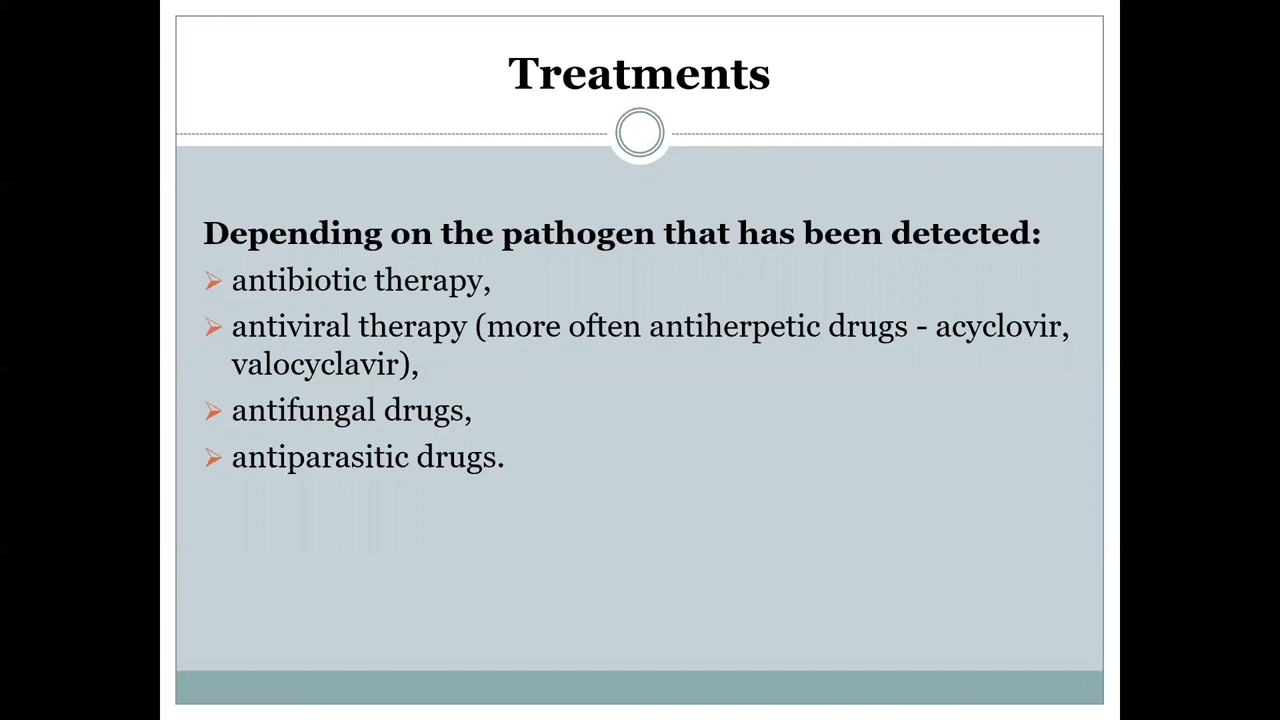 Treatments
Depending on the pathogen that has been detected:
antibiotic therapy,
antiviral therapy (more often antiherpetic drugs - acyclovir,
valocyclavir),
antifungal drugs,
antiparasitic drugs.